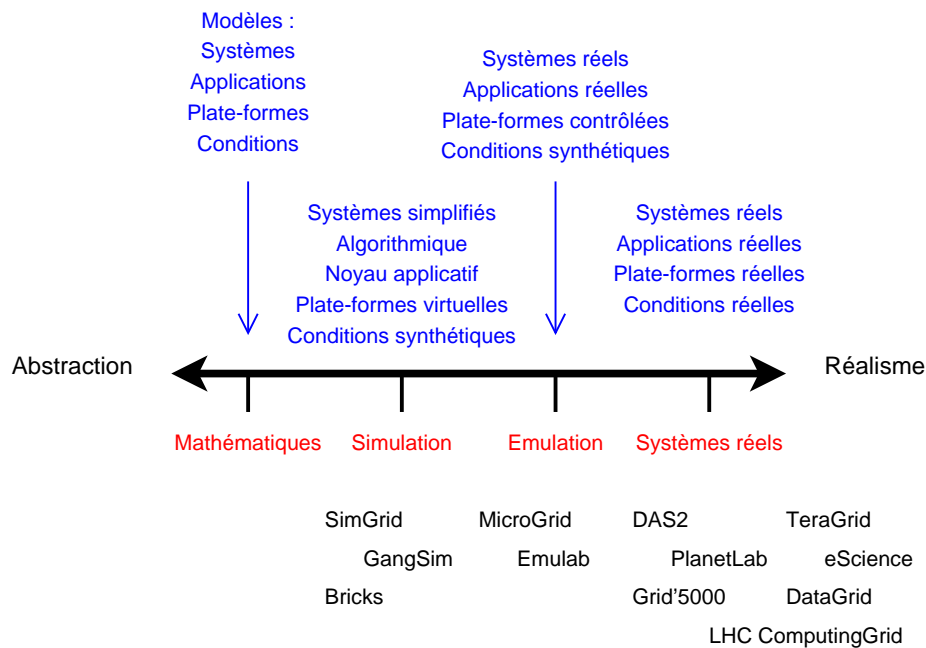 Modèles :
Systèmes
Applications
Plate-formes
Conditions
Systèmes réels
Applications réelles
Plate-formes contrôlées
Conditions synthétiques
Systèmes simplifiés
Algorithmique
Noyau applicatif
Plate-formes virtuelles
Conditions synthétiques
Systèmes réels
Applications réelles
Plate-formes réelles
Conditions réelles
Abstraction
Réalisme
Mathématiques
Simulation
Emulation
Systèmes réels
SimGrid
MicroGrid
DAS2
TeraGrid
GangSim
Emulab
PlanetLab
eScience
Bricks
Grid'5000
DataGrid
LHC ComputingGrid